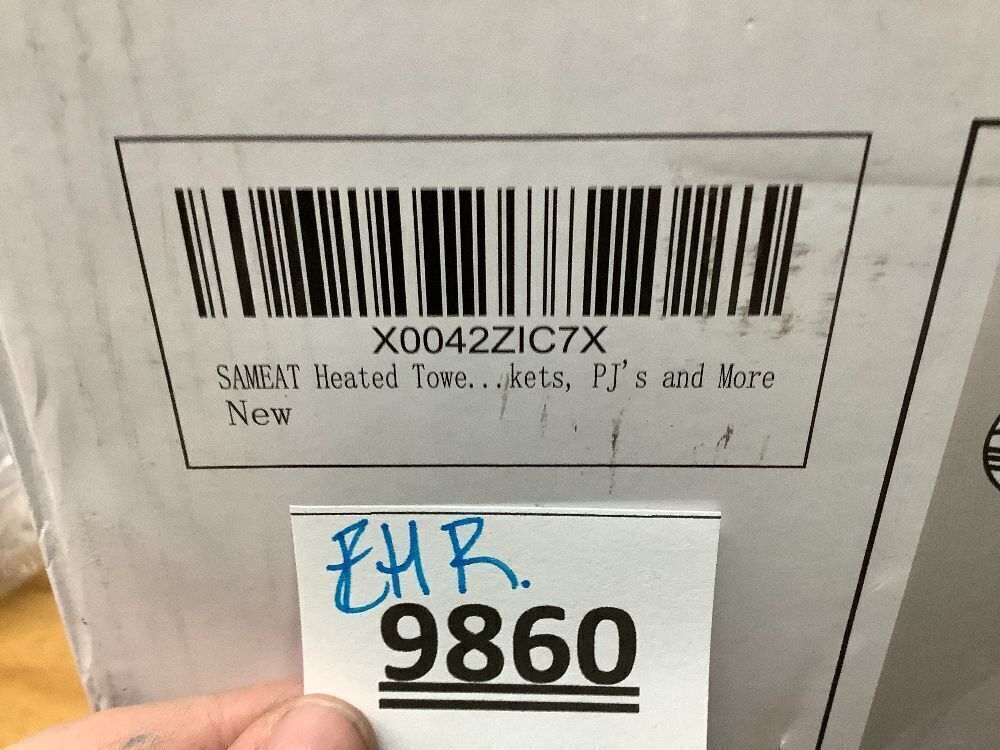 X0042ZIC7X
SAMEAT Heated Towe...kets, PJ's and More
New
EHR.
9860